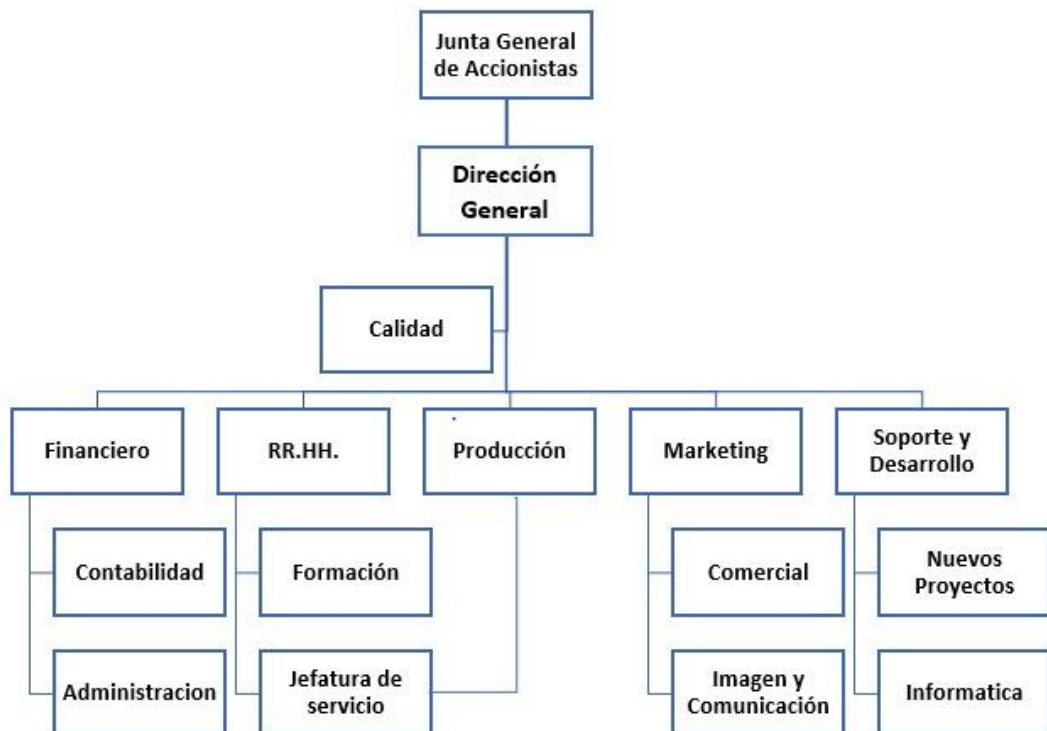 Junta General
de Accionistas
Dirección
General
Calidad
Financiero
RR.HH.
Producción
Marketing
Soporte y
Desarrollo
Contabilidad
Formación
Comercial
Nuevos
Proyectos
Administracion
Jefatura de
servicio
Imagen y
Comunicación
Informatica